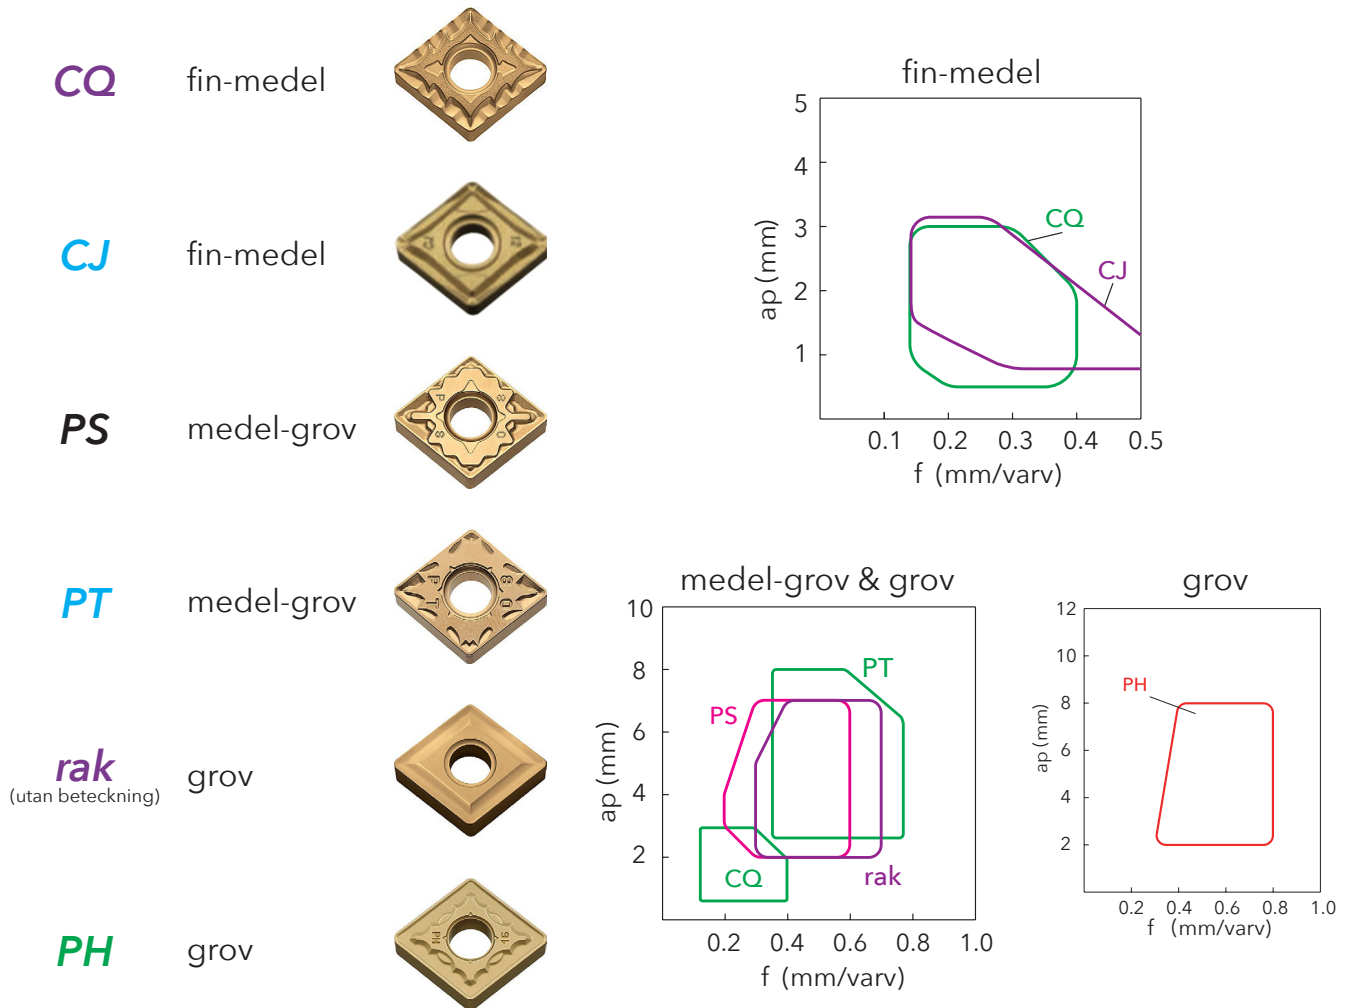 CQ fin-medel
CJ fin-medel
PS medel-grov
PT medel-grov
rak grov
(utan beteckning)
PH grov
fin-medel
5
4
3
2
1
ap (mm)
CQ
CJ
0.1 0.2 0.3 0.4 0.5
f (mm/varv)
medel-grov & grov
10
8
6
4
2
ap (mm)
PT
PS
CQ
rak
0.2 0.4 0.6 0.8 1.0
f (mm/varv)
grov
12
10
8
6
4
2
ap (mm)
PH
0.2 0.4 0.6 0.8 1.0
f (mm/varv)